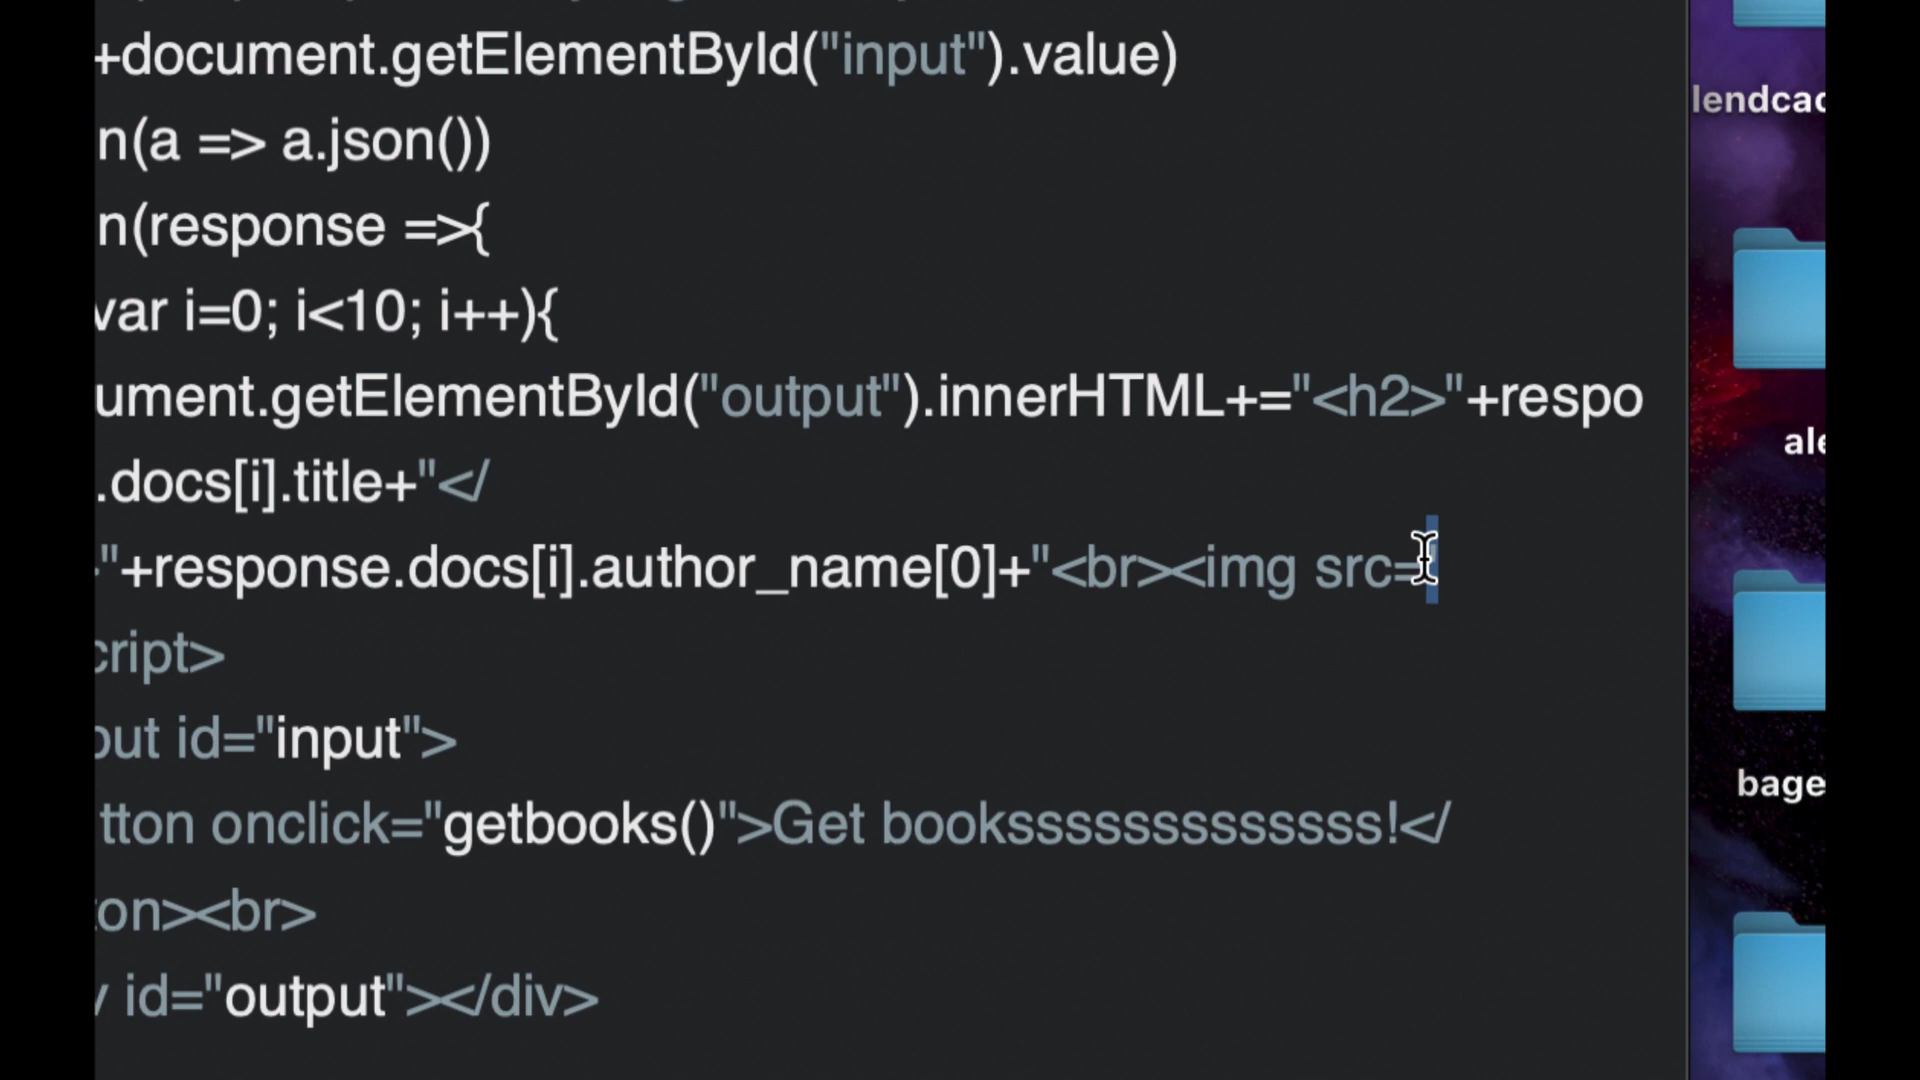 +document.getElementById("input").value)
n(a => a.json())
n(response =>{
var i=0; i<10; i++){
ument.getElementById("output").innerHTML+="<h2>"+respo
.docs[i].title+"</
"+response.docs[i].author_name[0]+"<br><img src=
cript>
put id="input">
tton onclick="getbooks()">Get bookssssssssssssss!</
on><br>
id="output"></div>
lendcac
ale
bage